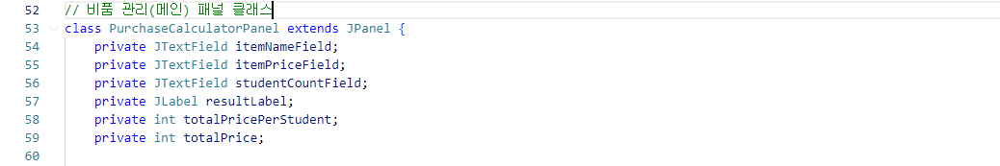 52 // 비품 관리(메인) 패널 클래스
53 class PurchaseCalculatorPanel extends JPanel {
54 private JTextField itemNameField;
55 private JTextField itemPriceField;
56 private JTextField studentCountField;
57 private JLabel resultLabel;
58 private int totalPricePerStudent;
59 private int totalPrice;
60